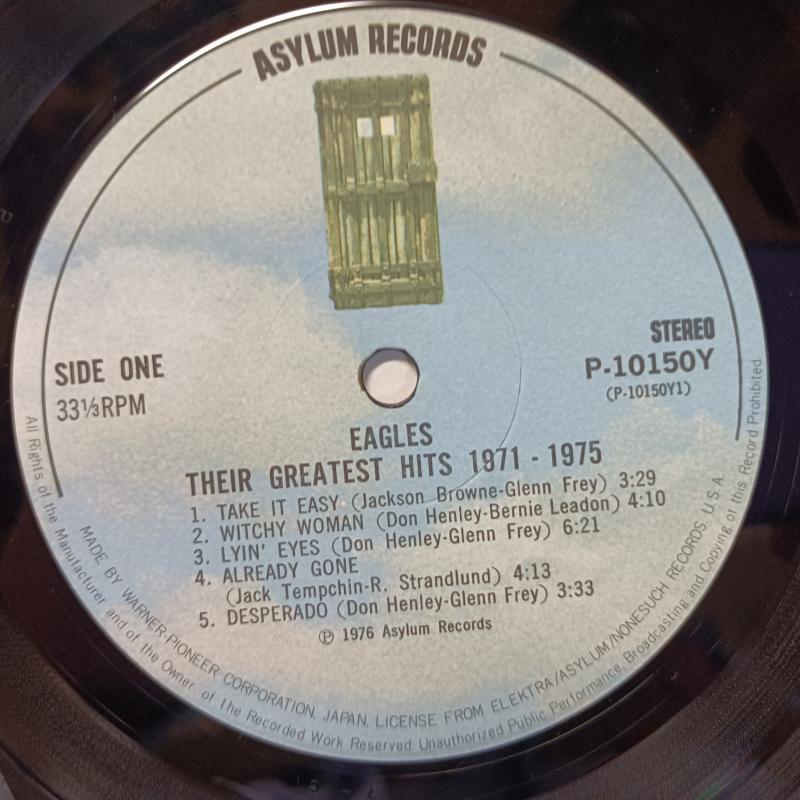 ASYLUM RECORDS
SIDE ONE
33⅓RPM
STEREO
P-10150Y
(P-10150Y1)
EAGLES
THEIR GREATEST HITS 1971 - 1975
1. TAKE IT EASY (Jackson Browne-Glenn Frey) 3:29
2. WITCHY WOMAN (Don Henley-Bernie Leadon) 4:10
3. LYIN' EYES (Don Henley-Glenn Frey) 6:21
4. ALREADY GONE
(Jack Tempchin-R. Strandlund) 4:13
5. DESPERADO (Don Henley-Glenn Frey) 3:33
℗ 1976 Asylum Records
MADE BY WARNER-PIONEER CORPORATION, JAPAN. LICENSE FROM ELEKTRA/ASYLUM/NONESUCH RECORDS, U.S.A.
All Rights of the Manufacturer and of the Owner of the Recorded Work Reserved. Unauthorized Public Performance, Broadcasting and Copying of this Record Prohibited.